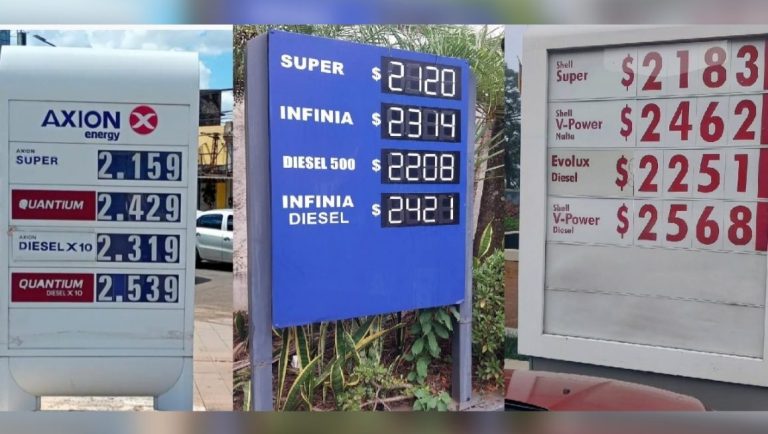 AXION
energy
AXION
SUPER 2.159
QUANTIUM 2.429
AXION
DIESEL X10 2.319
QUANTIUM 2.539
DIESEL X10
SUPER $2120
INFINIA $2314
DIESEL 500 $2208
INFINIA
DIESEL $2421
Shell
Super $2183
Shell
V-Power $2462
Nafta
Evolux $2251
Diesel
Shell
V-Power $2568
Diesel